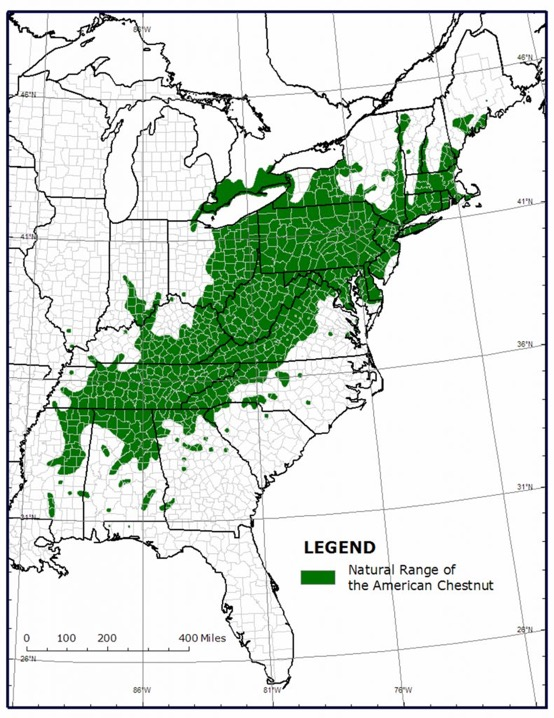 86°W
46°N
46°N
41°N
41°N
36°N
31°N
31°N
LEGEND
Natural Range of
the American Chestnut
0 100 200 400 Miles
26°N
26°N
86°W 81°W 76°W